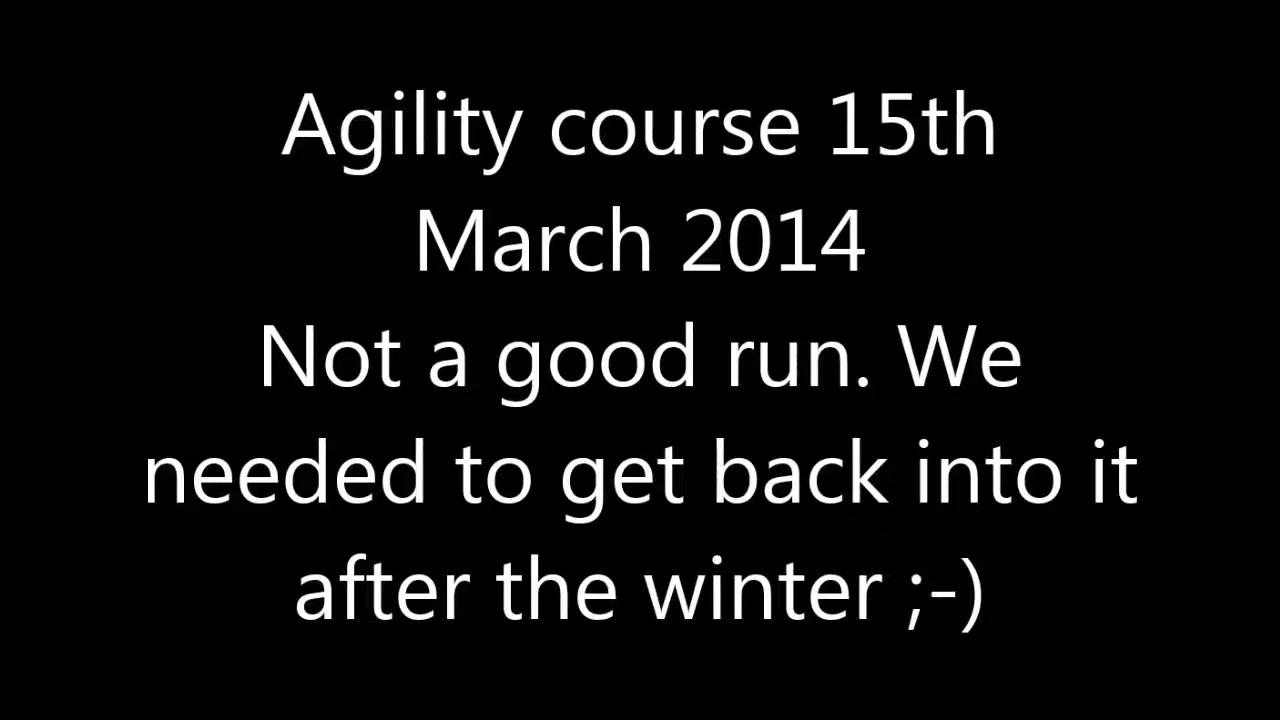 Agility course 15th
March 2014
Not a good run. We
needed to get back into it
after the winter ;-)